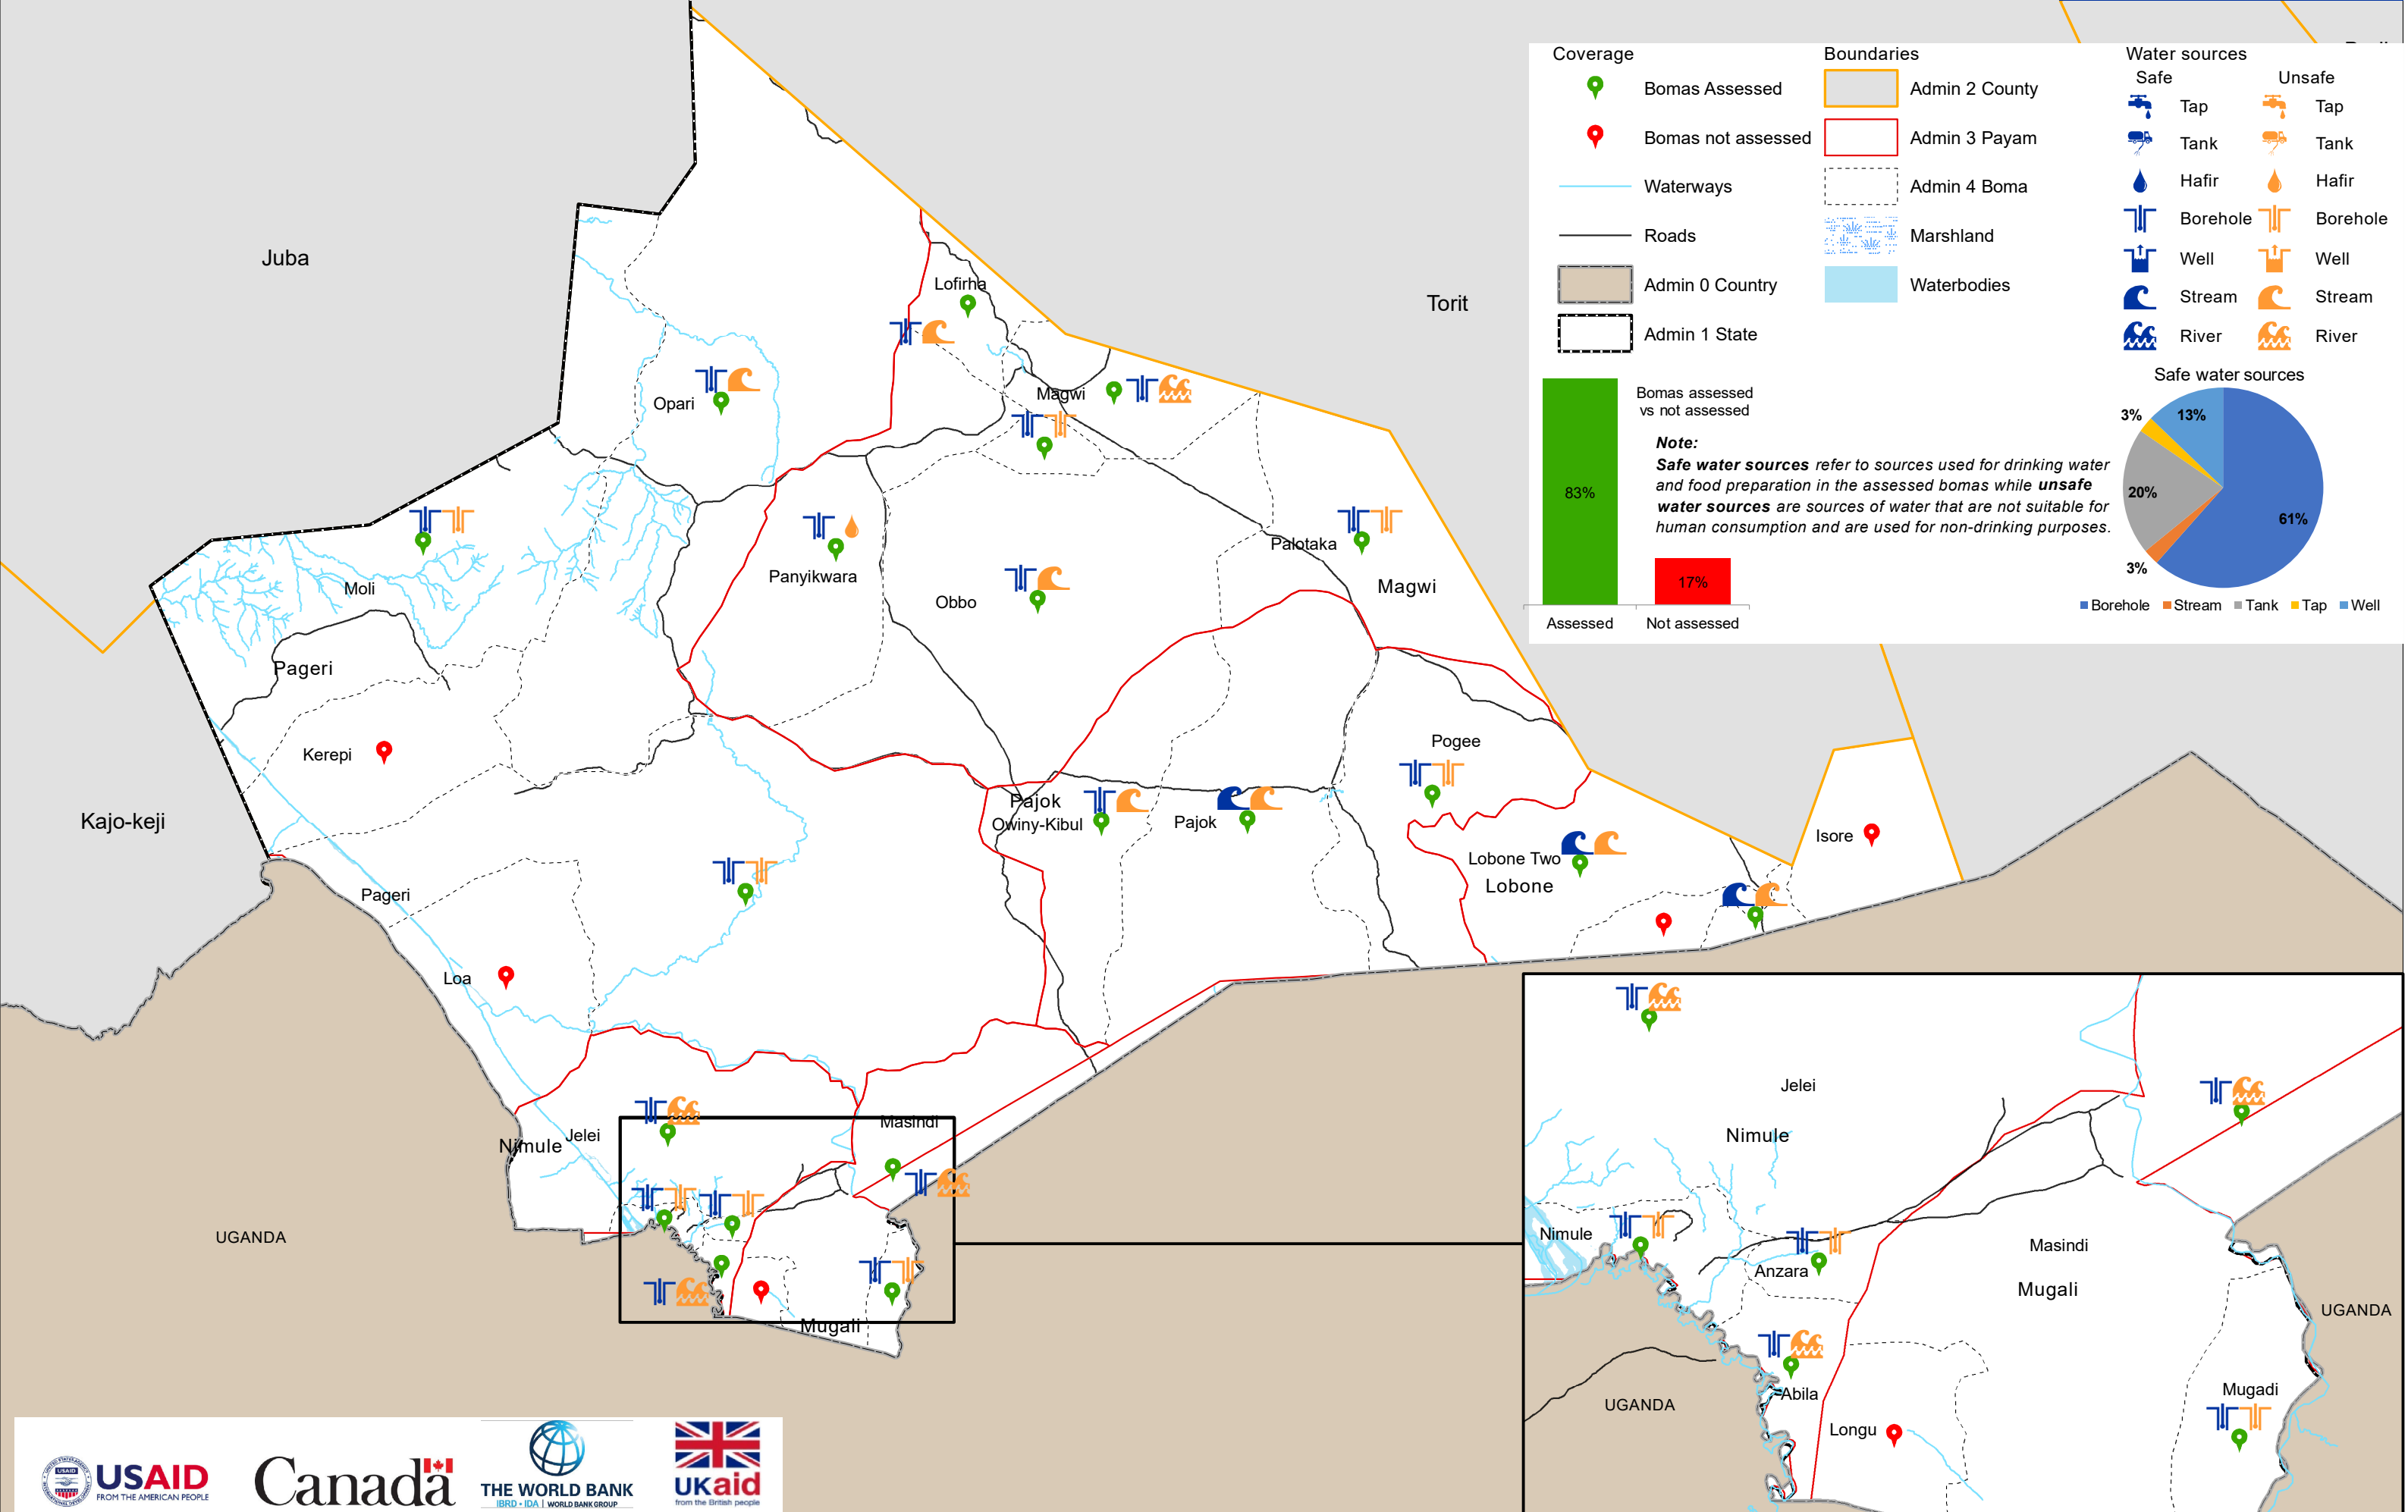 Coverage
Bomas Assessed
Bomas not assessed
Waterways
Roads
Admin 0 Country
Admin 1 State
Boundaries
Admin 2 County
Admin 3 Payam
Admin 4 Boma
Marshland
Waterbodies
Water sources
Safe
Unsafe
Tap
Tap
Tank
Tank
Hafir
Hafir
Borehole
Borehole
Well
Well
Stream
Stream
River
River
Bomas assessed
vs not assessed
83%
17%
Assessed
Not assessed
Note:
Safe water sources refer to sources used for drinking water
and food preparation in the assessed bomas while unsafe
water sources are sources of water that are not suitable for
human consumption and are used for non-drinking purposes.
Safe water sources
3%
13%
20%
61%
3%
Borehole
Stream
Tank
Tap
Well
Juba
Torit
Lofirha
Magwi
Opari
Moli
Panyikwara
Obbo
Palotaka
Magwi
Pageri
Kerepi
Kajo-keji
Pogee
Pajok
Owiny-Kibul
Pajok
Isore
Lobone Two
Lobone
Pageri
Loa
Masindi
Nimule
Jelei
UGANDA
Mugali
Jelei
Nimule
Nimule
Anzara
Masindi
Mugali
UGANDA
Abila
UGANDA
Mugadi
Longu
USAID
FROM THE AMERICAN PEOPLE
Canada
THE WORLD BANK
IBRD • IDA | WORLD BANK GROUP
UKaid
from the British people